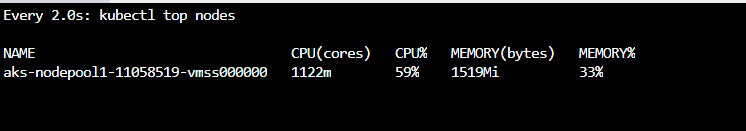 Every 2.0s: kubectl top nodes
NAME CPU(cores) CPU% MEMORY(bytes) MEMORY%
aks-nodepool1-11058519-vmss000000 1122m 59% 1519Mi 33%